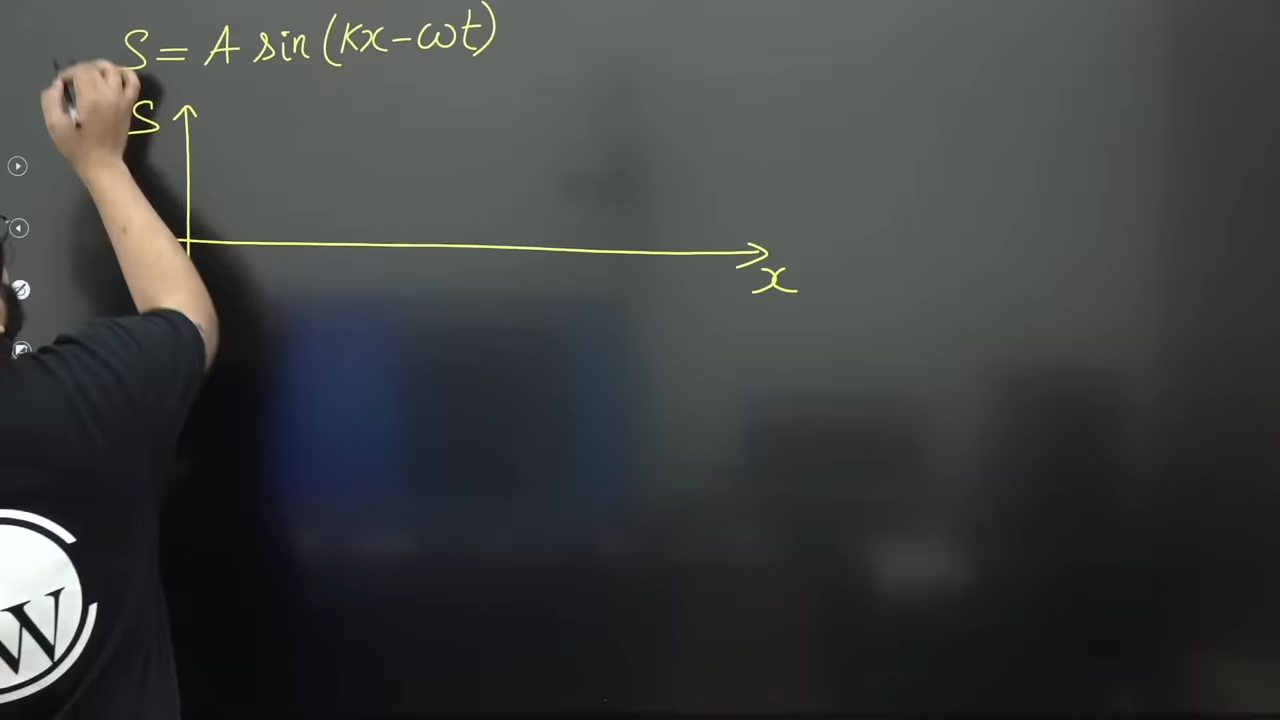 S = A sin(Kx-ωt)
S
x
W